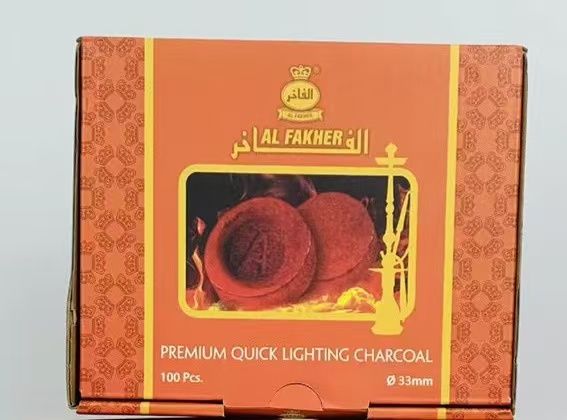 ®
الفاخر
AL FAKHER
الفاخر AL FAKHER
PREMIUM QUICK LIGHTING CHARCOAL
100 Pcs.
Ø 33mm